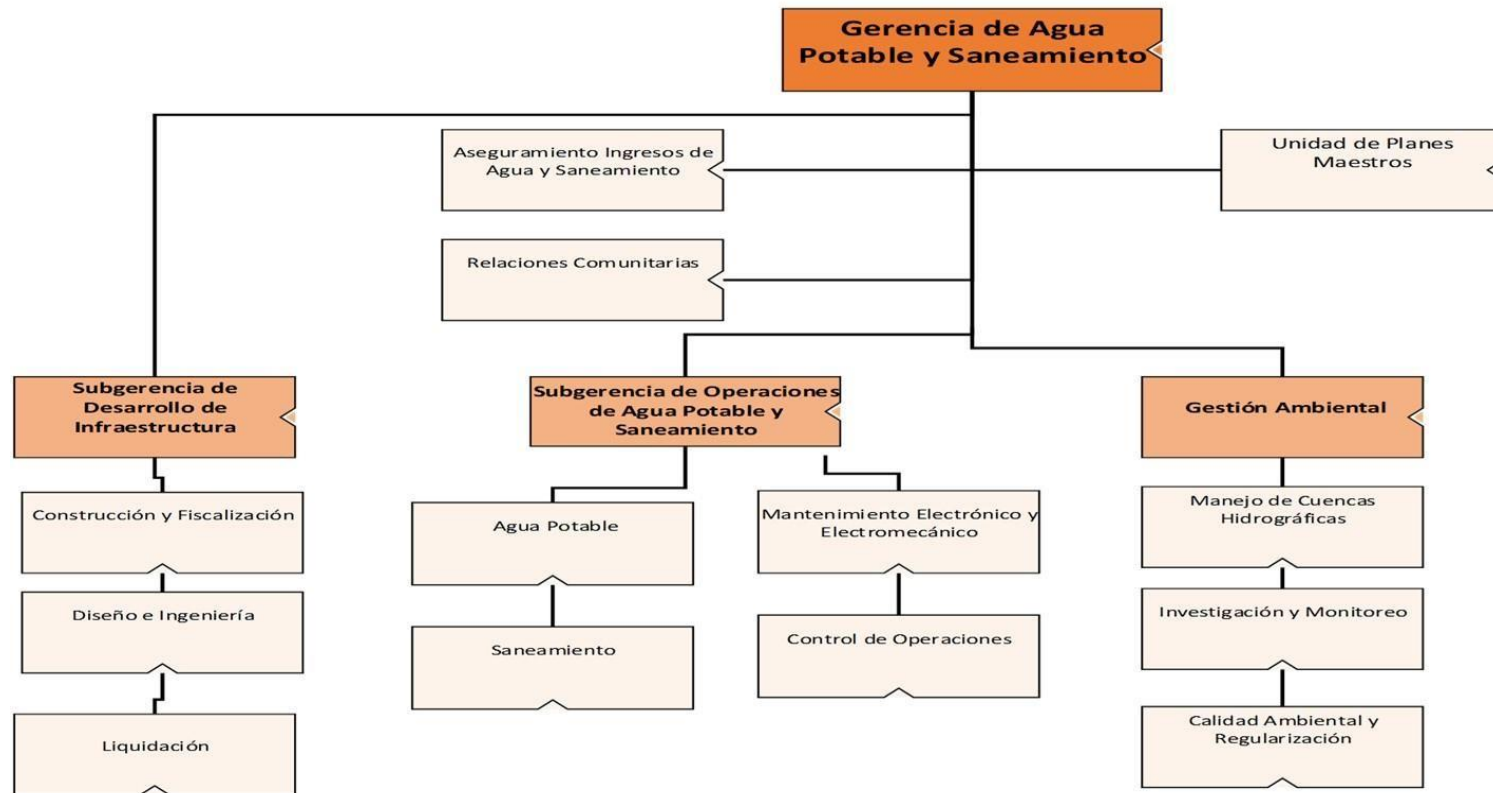 Gerencia de Agua
Potable y Saneamiento
Aseguramiento Ingresos de
Agua y Saneamiento
Unidad de Planes
Maestros
Relaciones Comunitarias
Subgerencia de
Desarrollo de
Infraestructura
Subgerencia de Operaciones
de Agua Potable y
Saneamiento
Gestión Ambiental
Construcción y Fiscalización
Agua Potable
Mantenimiento Electrónico y
Electromecánico
Manejo de Cuencas
Hidrográficas
Diseño e Ingeniería
Saneamiento
Control de Operaciones
Investigación y Monitoreo
Liquidación
Calidad Ambiental y
Regularización